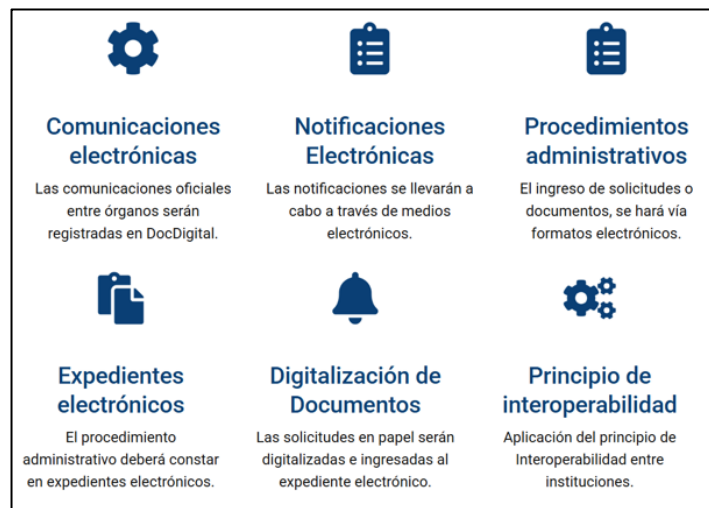 Comunicaciones
electrónicas
Las comunicaciones oficiales
entre órganos serán
registradas en DocDigital.
Notificaciones
Electrónicas
Las notificaciones se llevarán a
cabo a través de medios
electrónicos.
Procedimientos
administrativos
El ingreso de solicitudes o
documentos, se hará vía
formatos electrónicos.
Expedientes
electrónicos
El procedimiento
administrativo deberá constar
en expedientes electrónicos.
Digitalización de
Documentos
Las solicitudes en papel serán
digitalizadas e ingresadas al
expediente electrónico.
Principio de
interoperabilidad
Aplicación del principio de
Interoperabilidad entre
instituciones.